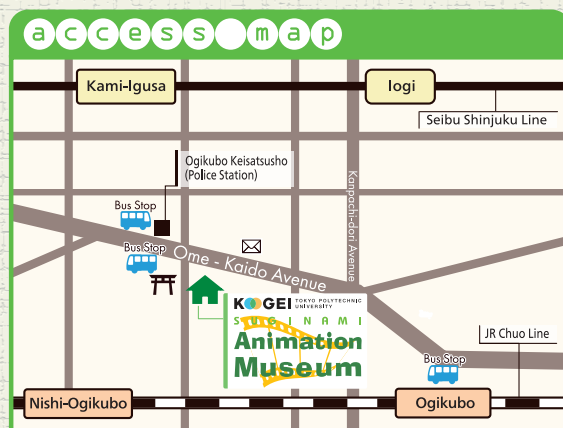 access map
Kami-Igusa
Iogi
Seibu Shinjuku Line
Ogikubo Keisatsusho
(Police Station)
Kanpachi-dori Avenue
Bus Stop
Bus Stop
Ome - Kaido Avenue
KOOGEI TOKYO POLYTECHNIC
UNIVERSITY
SUGINAMI
Animation
Museum
JR Chuo Line
Bus Stop
Nishi-Ogikubo
Ogikubo